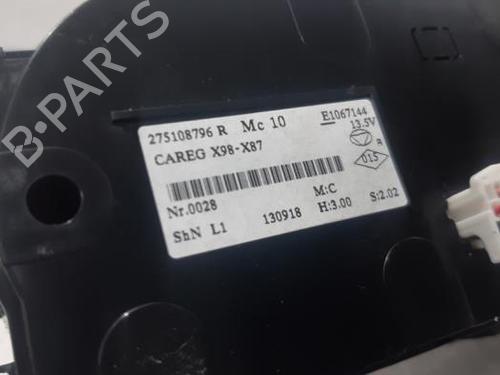 B-PARTS
275108796 R Mc 10 E1067144
13.5V
CAREG X98-X87
R
015
Nr.0028 M:C
ShN L1 130918 H:3.00 S:2.02